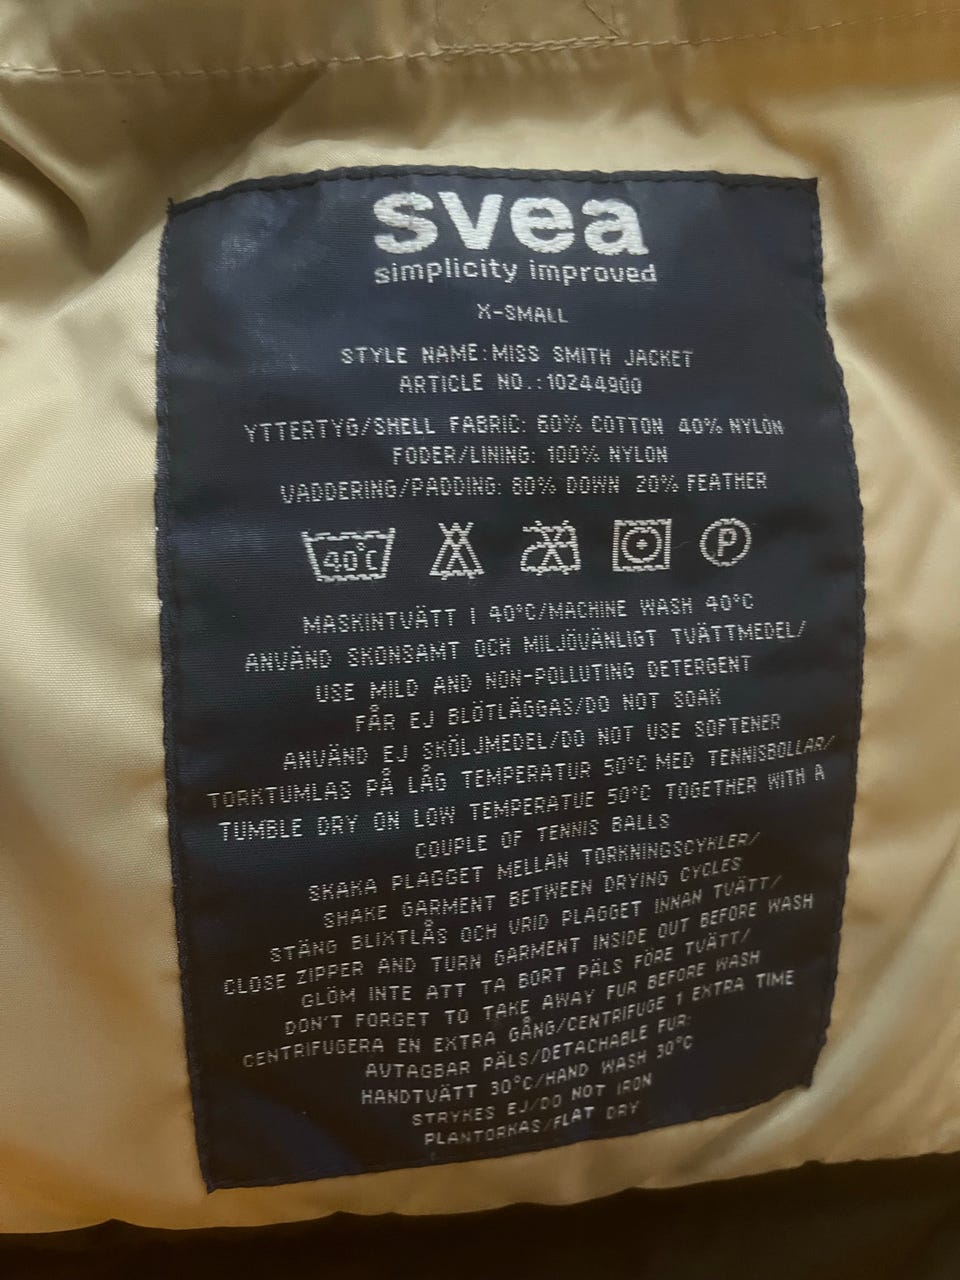 svea
simplicity improved
X-SMALL
STYLE NAME: MISS SMITH JACKET
ARTICLE NO.: 10244900
YTTERTYG/SHELL FABRIC: 60% COTTON 40% NYLON
FODER/LINING: 100% NYLON
VADDERING/PADDING: 80% DOWN 20% FEATHER
40°C P
MASKINTVÄTT I 40°C/MACHINE WASH 40°C
ANVÄND SKONSAMT OCH MILJÖVÄNLIGT TVÄTTMEDEL/
USE MILD AND NON-POLLUTING DETERGENT
FÅR EJ BLÖTLÄGGAS/DO NOT SOAK
ANVÄND EJ SKÖLJMEDEL/DO NOT USE SOFTENER
TORKTUMLAS PÅ LÅG TEMPERATUR 50°C MED TENNISBOLLAR/
TUMBLE DRY ON LOW TEMPERATUE 50°C TOGETHER WITH A
COUPLE OF TENNIS BALLS
SKAKA PLAGGET MELLAN TORKNINGSCYKLER/
SHAKE GARMENT BETWEEN DRYING CYCLES
STÄNG BLIXTLÅS OCH VRID PLAGGET INNAN TVÄTT/
CLOSE ZIPPER AND TURN GARMENT INSIDE OUT BEFORE WASH
GLÖM INTE ATT TA BORT PÄLS FÖRE TVÄTT/
DON'T FORGET TO TAKE AWAY FUR BEFORE WASH
CENTRIFUGERA EN EXTRA GÅNG/CENTRIFUGE 1 EXTRA TIME
AVTAGBAR PÄLS/DETACHABLE FUR:
HANDTVÄTT 30°C/HAND WASH 30°C
STRYKES EJ/DO NOT IRON
PLANTORKAS/FLAT DRY